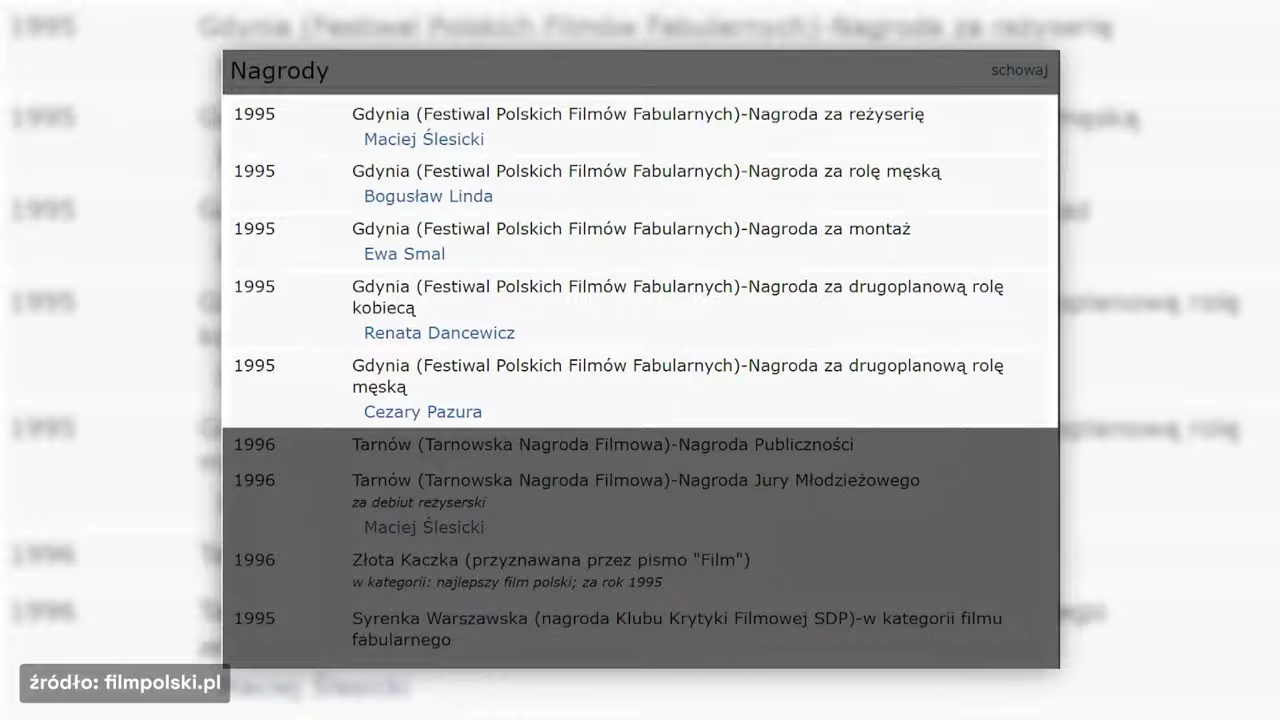 Nagrody
schowaj
1995
Gdynia (Festiwal Polskich Filmów Fabularnych)-Nagroda za reżyserię
Maciej Ślesicki
1995
Gdynia (Festiwal Polskich Filmów Fabularnych)-Nagroda za rolę męską
Bogusław Linda
1995
Gdynia (Festiwal Polskich Filmów Fabularnych)-Nagroda za montaż
Ewa Smal
1995
Gdynia (Festiwal Polskich Filmów Fabularnych)-Nagroda za drugoplanową rolę
kobiecą
Renata Dancewicz
1995
Gdynia (Festiwal Polskich Filmów Fabularnych)-Nagroda za drugoplanową rolę
męską
Cezary Pazura
1996
Tarnów (Tarnowska Nagroda Filmowa)-Nagroda Publiczności
1996
Tarnów (Tarnowska Nagroda Filmowa)-Nagroda Jury Młodzieżowego
za debiut reżyserski
Maciej Ślesicki
1996
Złota Kaczka (przyznawana przez pismo "Film")
w kategorii: najlepszy film polski; za rok 1995
1995
Syrenka Warszawska (nagroda Klubu Krytyki Filmowej SDP)-w kategorii filmu
fabularnego
źródło: filmpolski.pl